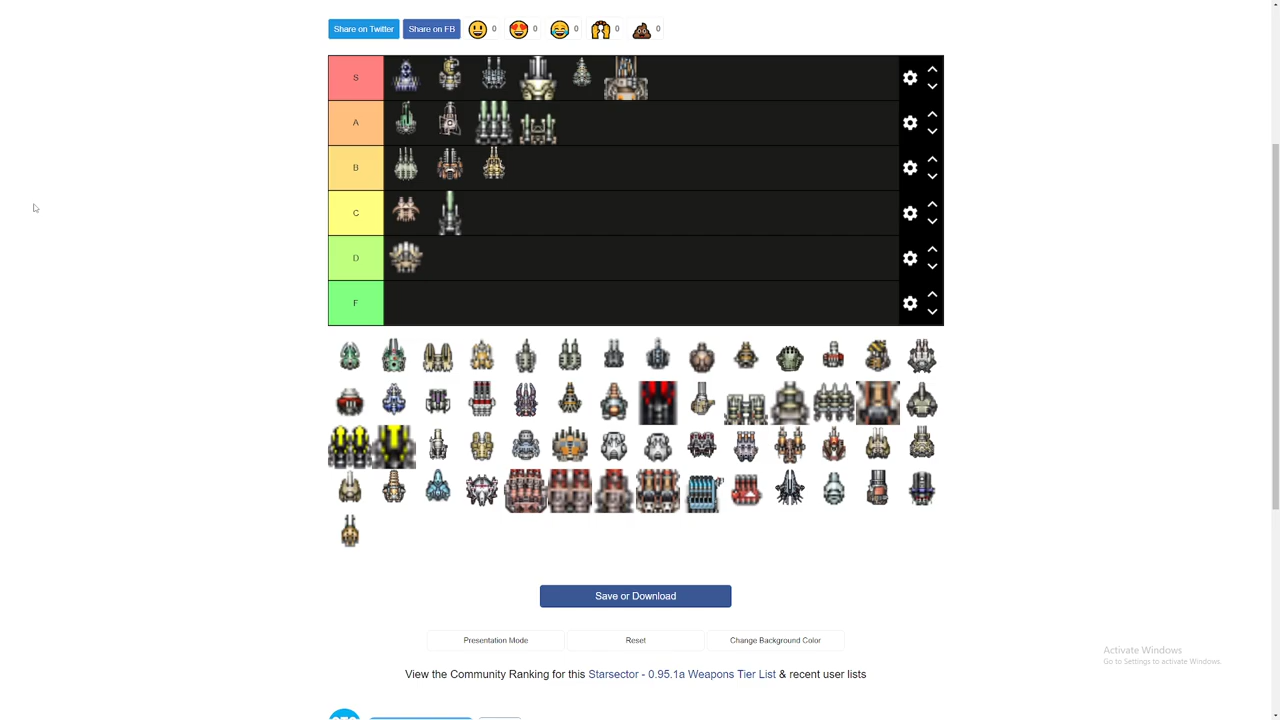 Share on Twitter Share on FB 0 0 0 0 0
S
A
B
C
D
F
Save or Download
Presentation Mode Reset Change Background Color
Activate Windows
Go to Settings to activate Windows.
View the Community Ranking for this Starsector - 0.95.1a Weapons Tier List & recent user lists